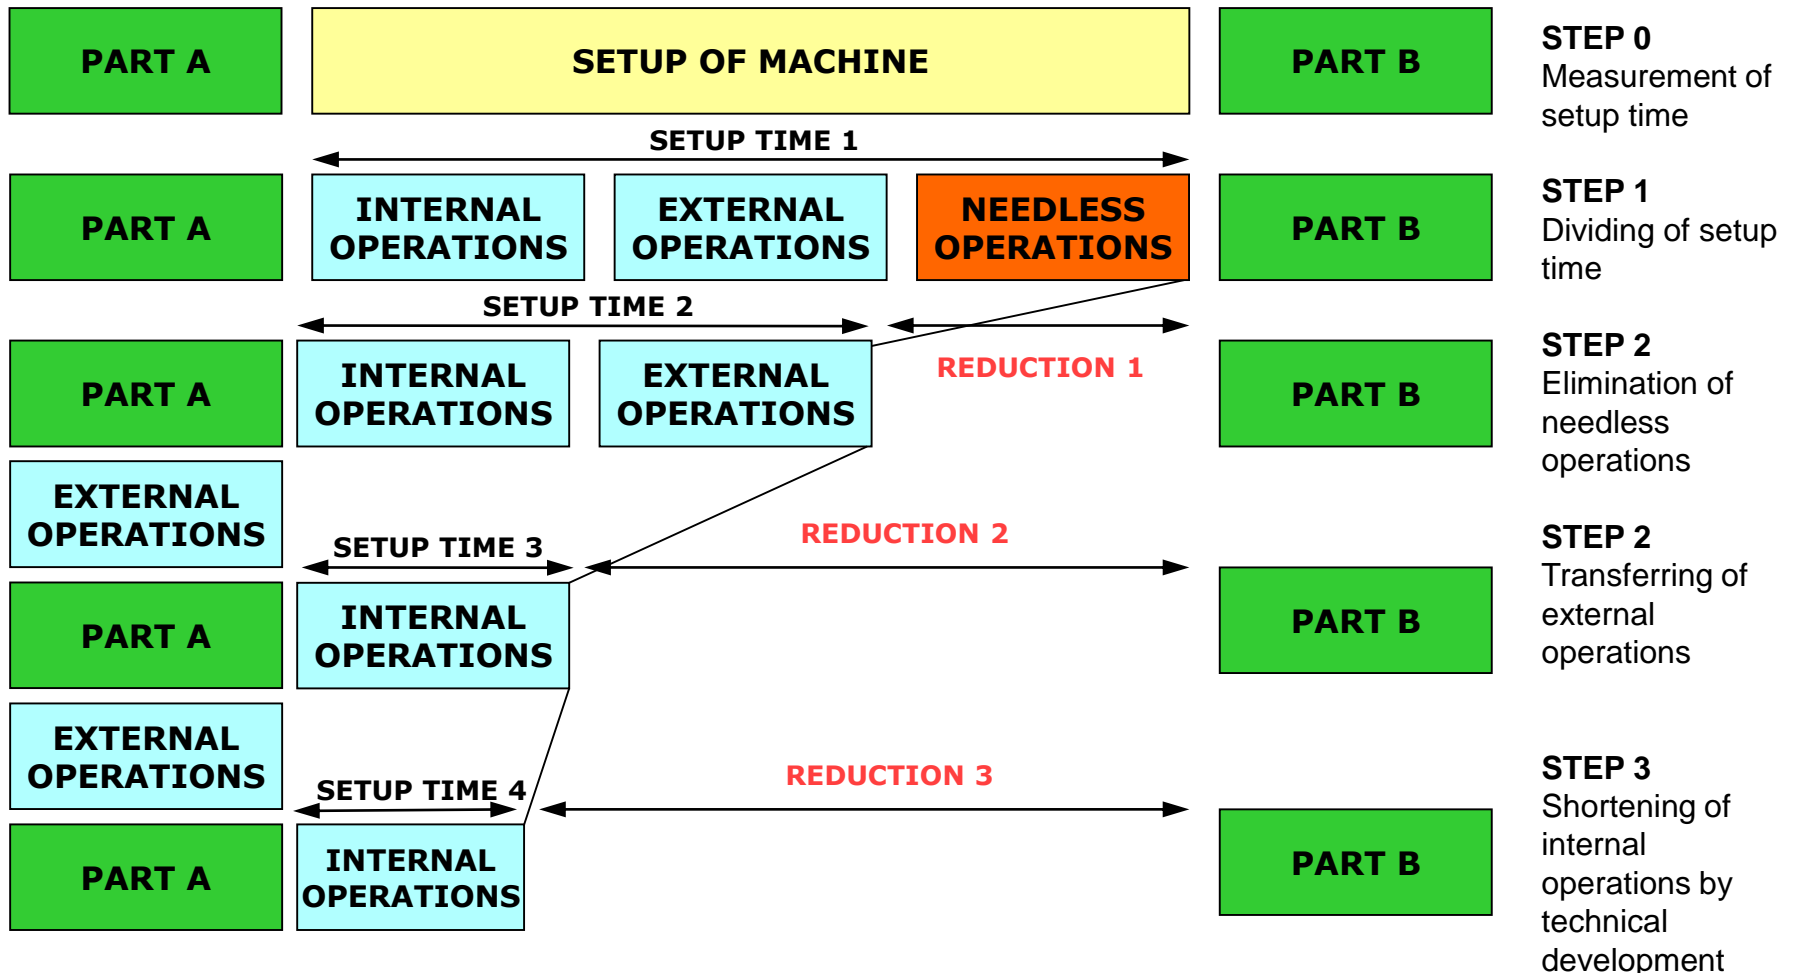 PART A
SETUP OF MACHINE
PART B
STEP 0
Measurement of
setup time
SETUP TIME 1
PART A
INTERNAL
OPERATIONS
EXTERNAL
OPERATIONS
NEEDLESS
OPERATIONS
PART B
STEP 1
Dividing of setup
time
SETUP TIME 2
PART A
INTERNAL
OPERATIONS
EXTERNAL
OPERATIONS
REDUCTION 1
PART B
STEP 2
Elimination of
needless
operations
EXTERNAL
OPERATIONS
SETUP TIME 3
REDUCTION 2
PART A
INTERNAL
OPERATIONS
PART B
STEP 2
Transferring of
external
operations
EXTERNAL
OPERATIONS
SETUP TIME 4
REDUCTION 3
PART A
INTERNAL
OPERATIONS
PART B
STEP 3
Shortening of
internal
operations by
technical
development